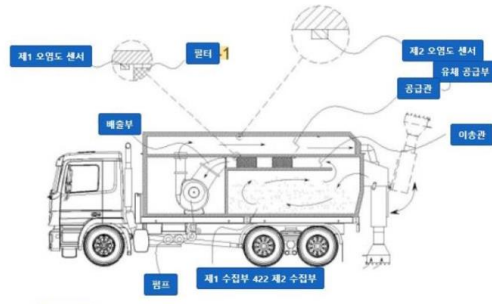 제1 오염도 센서
필터
1
제2 오염도 센서
유체 공급부
공급관
배출부
이송관
펌프
제1 수집부 422 제2 수집부